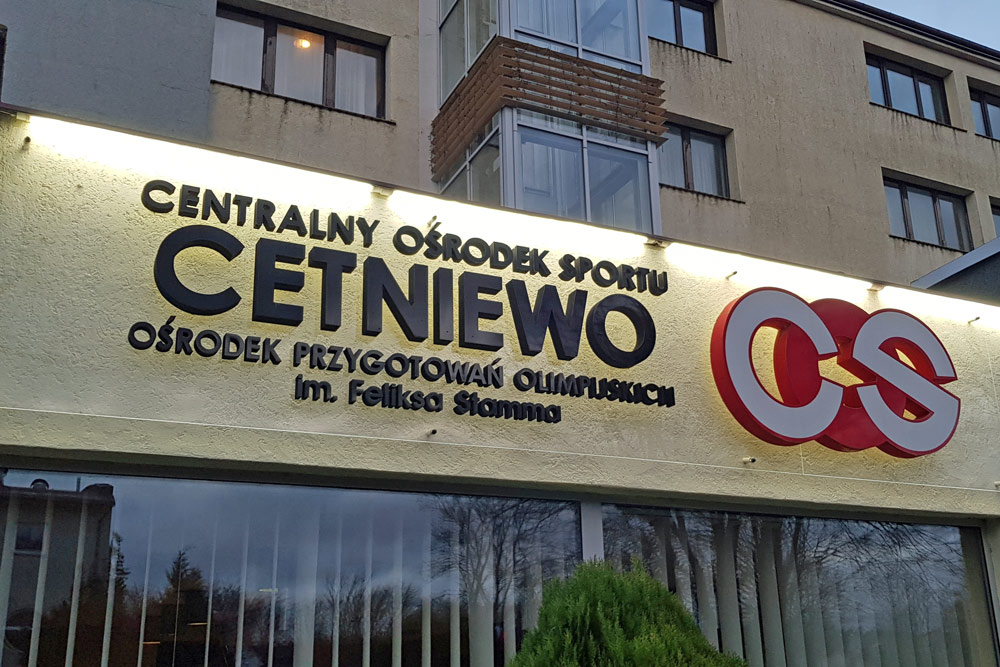 CENTRALNY OŚRODEK SPORTU
CETNIEWO
OŚRODEK PRZYGOTOWAŃ OLIMPIJSKICH
im. Feliksa Stamma
COS